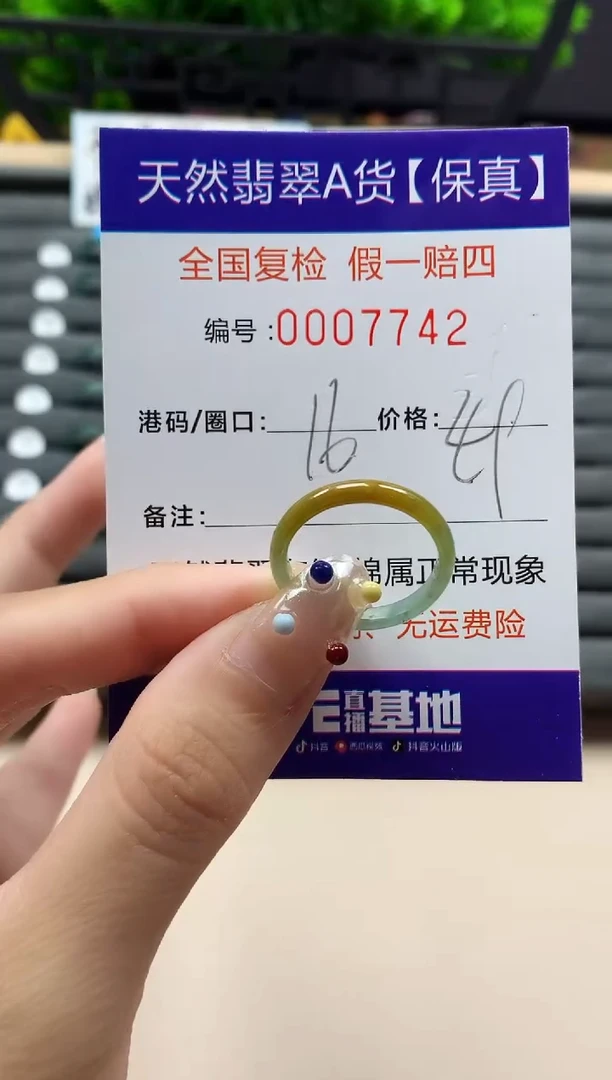 天然翡翠A货【保真】
全国复检 假一赔四
编号:0007742
港码/圈口: 16 价格:
备注:
绵属正常现象
无运费险
直播基地
抖音 西瓜视频 抖音火山版